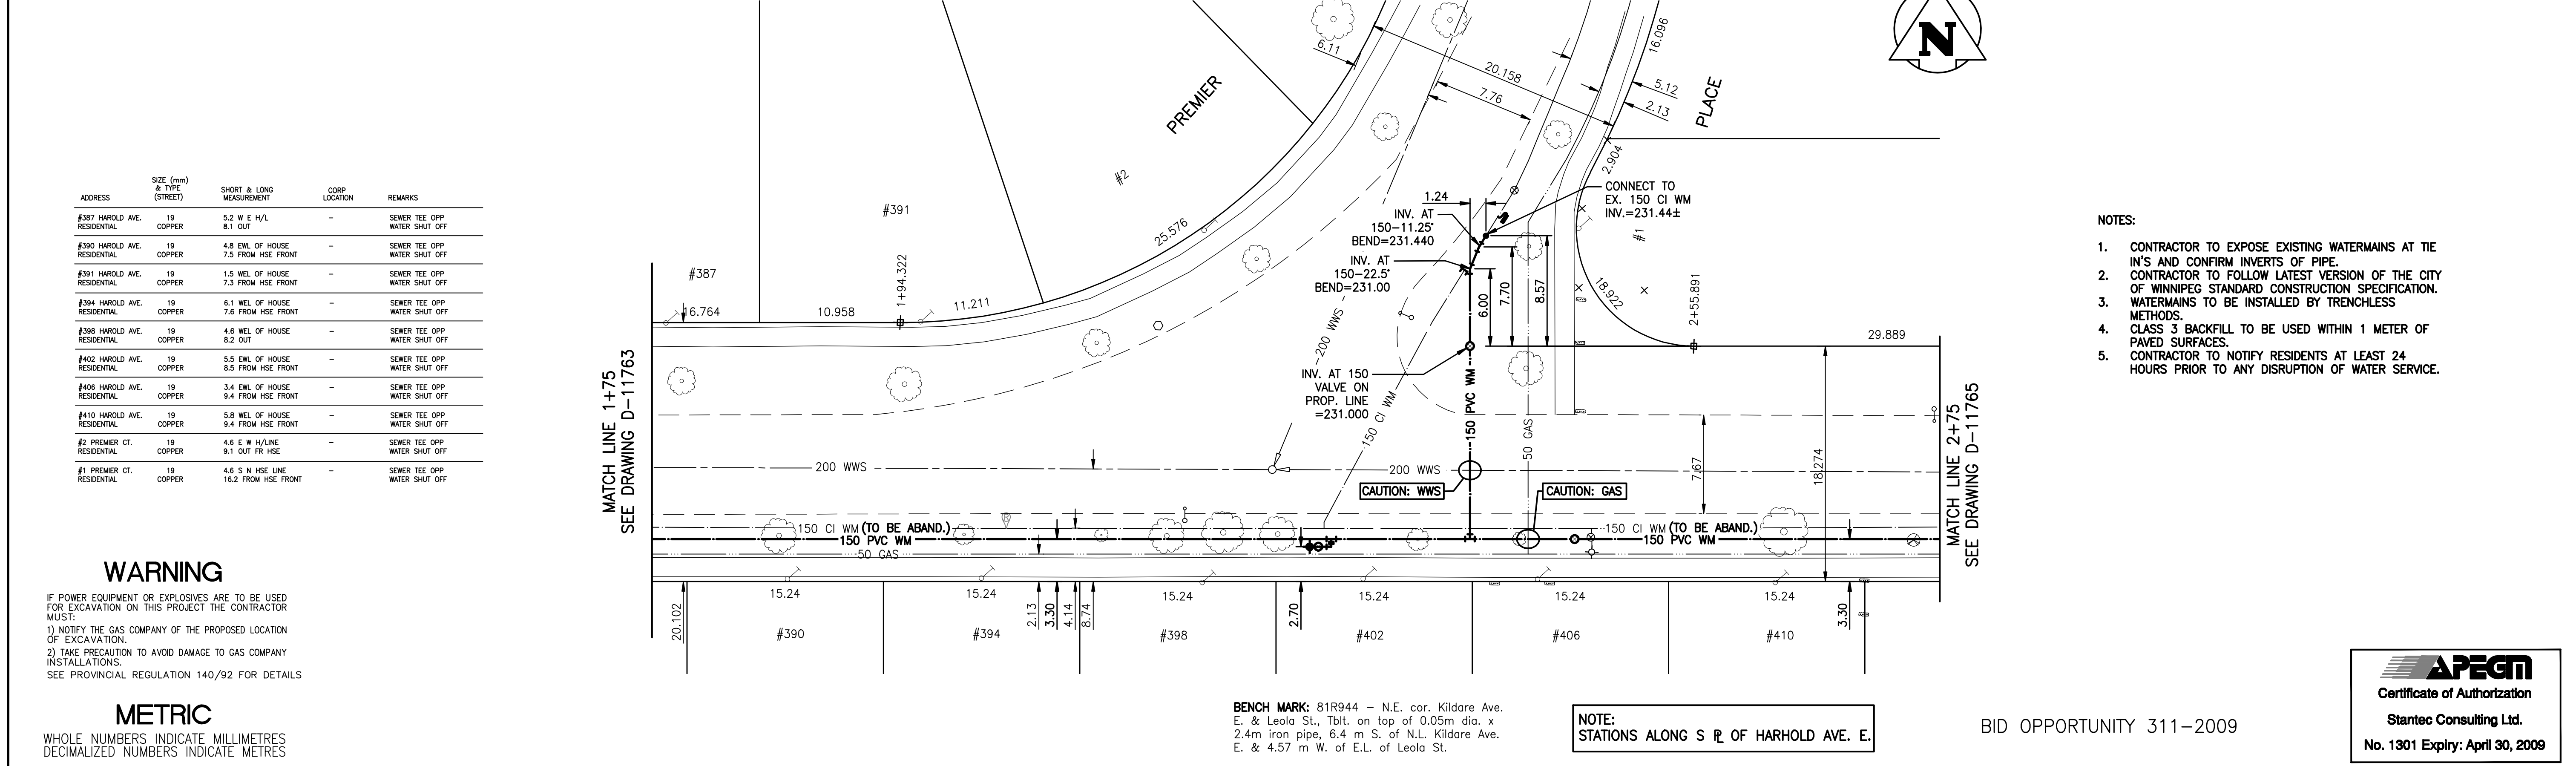 ADDRESS SIZE (mm) & TYPE (STREET) SHORT & LONG MEASUREMENT CORP LOCATION REMARKS
#387 HAROLD AVE. 19 5.2 W E H/L – SEWER TEE OPP
RESIDENTIAL COPPER 8.1 OUT WATER SHUT OFF
#390 HAROLD AVE. 19 4.8 EWL OF HOUSE – SEWER TEE OPP
RESIDENTIAL COPPER 7.5 FROM HSE FRONT WATER SHUT OFF
#391 HAROLD AVE. 19 1.5 WEL OF HOUSE – SEWER TEE OPP
RESIDENTIAL COPPER 7.3 FROM HSE FRONT WATER SHUT OFF
#394 HAROLD AVE. 19 6.1 WEL OF HOUSE – SEWER TEE OPP
RESIDENTIAL COPPER 7.6 FROM HSE FRONT WATER SHUT OFF
#398 HAROLD AVE. 19 4.6 WEL OF HOUSE – SEWER TEE OPP
RESIDENTIAL COPPER 8.2 OUT WATER SHUT OFF
#402 HAROLD AVE. 19 5.5 EWL OF HOUSE – SEWER TEE OPP
RESIDENTIAL COPPER 8.5 FROM HSE FRONT WATER SHUT OFF
#406 HAROLD AVE. 19 3.4 EWL OF HOUSE – SEWER TEE OPP
RESIDENTIAL COPPER 9.4 FROM HSE FRONT WATER SHUT OFF
#410 HAROLD AVE. 19 5.8 WEL OF HOUSE – SEWER TEE OPP
RESIDENTIAL COPPER 9.4 FROM HSE FRONT WATER SHUT OFF
#2 PREMIER CT. 19 4.6 E W H/LINE – SEWER TEE OPP
RESIDENTIAL COPPER 9.1 OUT FR HSE WATER SHUT OFF
#1 PREMIER CT. 19 4.6 S N HSE LINE – SEWER TEE OPP
RESIDENTIAL COPPER 16.2 FROM HSE FRONT WATER SHUT OFF
WARNING
IF POWER EQUIPMENT OR EXPLOSIVES ARE TO BE USED
FOR EXCAVATION ON THIS PROJECT THE CONTRACTOR
MUST:
1) NOTIFY THE GAS COMPANY OF THE PROPOSED LOCATION
OF EXCAVATION.
2) TAKE PRECAUTION TO AVOID DAMAGE TO GAS COMPANY
INSTALLATIONS.
SEE PROVINCIAL REGULATION 140/92 FOR DETAILS
METRIC
WHOLE NUMBERS INDICATE MILLIMETRES
DECIMALIZED NUMBERS INDICATE METRES
MATCH LINE 1+75
SEE DRAWING D-11763
#387
16.764
10.958
1+94.322
11.211
25.576
#391
#2
PREMIER
PLACE
6.11
20.158
7.76
16.096
5.12
2.13
2.904
#1
18.922
2+55.891
29.889
1.24
INV. AT
150-11.25°
BEND=231.440
INV. AT
150-22.5°
BEND=231.00
CONNECT TO
EX. 150 CI WM
INV.=231.44±
6.00
7.70
8.57
INV. AT 150
VALVE ON
PROP. LINE
=231.000
200 WWS
150 CI WM
150 PVC WM
50 GAS
200 WWS
200 WWS
CAUTION: WWS
CAUTION: GAS
7.67
18.274
150 CI WM (TO BE ABAND.)
150 PVC WM
50 GAS
150 CI WM (TO BE ABAND.)
150 PVC WM
15.24
15.24
15.24
15.24
15.24
15.24
20.102
2.13
3.30
4.14
8.74
2.70
3.30
#390
#394
#398
#402
#406
#410
MATCH LINE 2+75
SEE DRAWING D-11765
N
NOTES:
1. CONTRACTOR TO EXPOSE EXISTING WATERMAINS AT TIE
IN'S AND CONFIRM INVERTS OF PIPE.
2. CONTRACTOR TO FOLLOW LATEST VERSION OF THE CITY
OF WINNIPEG STANDARD CONSTRUCTION SPECIFICATION.
3. WATERMAINS TO BE INSTALLED BY TRENCHLESS
METHODS.
4. CLASS 3 BACKFILL TO BE USED WITHIN 1 METER OF
PAVED SURFACES.
5. CONTRACTOR TO NOTIFY RESIDENTS AT LEAST 24
HOURS PRIOR TO ANY DISRUPTION OF WATER SERVICE.
BENCH MARK: 81R944 – N.E. cor. Kildare Ave.
E. & Leola St., Tblt. on top of 0.05m dia. x
2.4m iron pipe, 6.4 m S. of N.L. Kildare Ave.
E. & 4.57 m W. of E.L. of Leola St.
NOTE:
STATIONS ALONG S ⅊ OF HARHOLD AVE. E.
BID OPPORTUNITY 311-2009
APEGM
Certificate of Authorization
Stantec Consulting Ltd.
No. 1301 Expiry: April 30, 2009